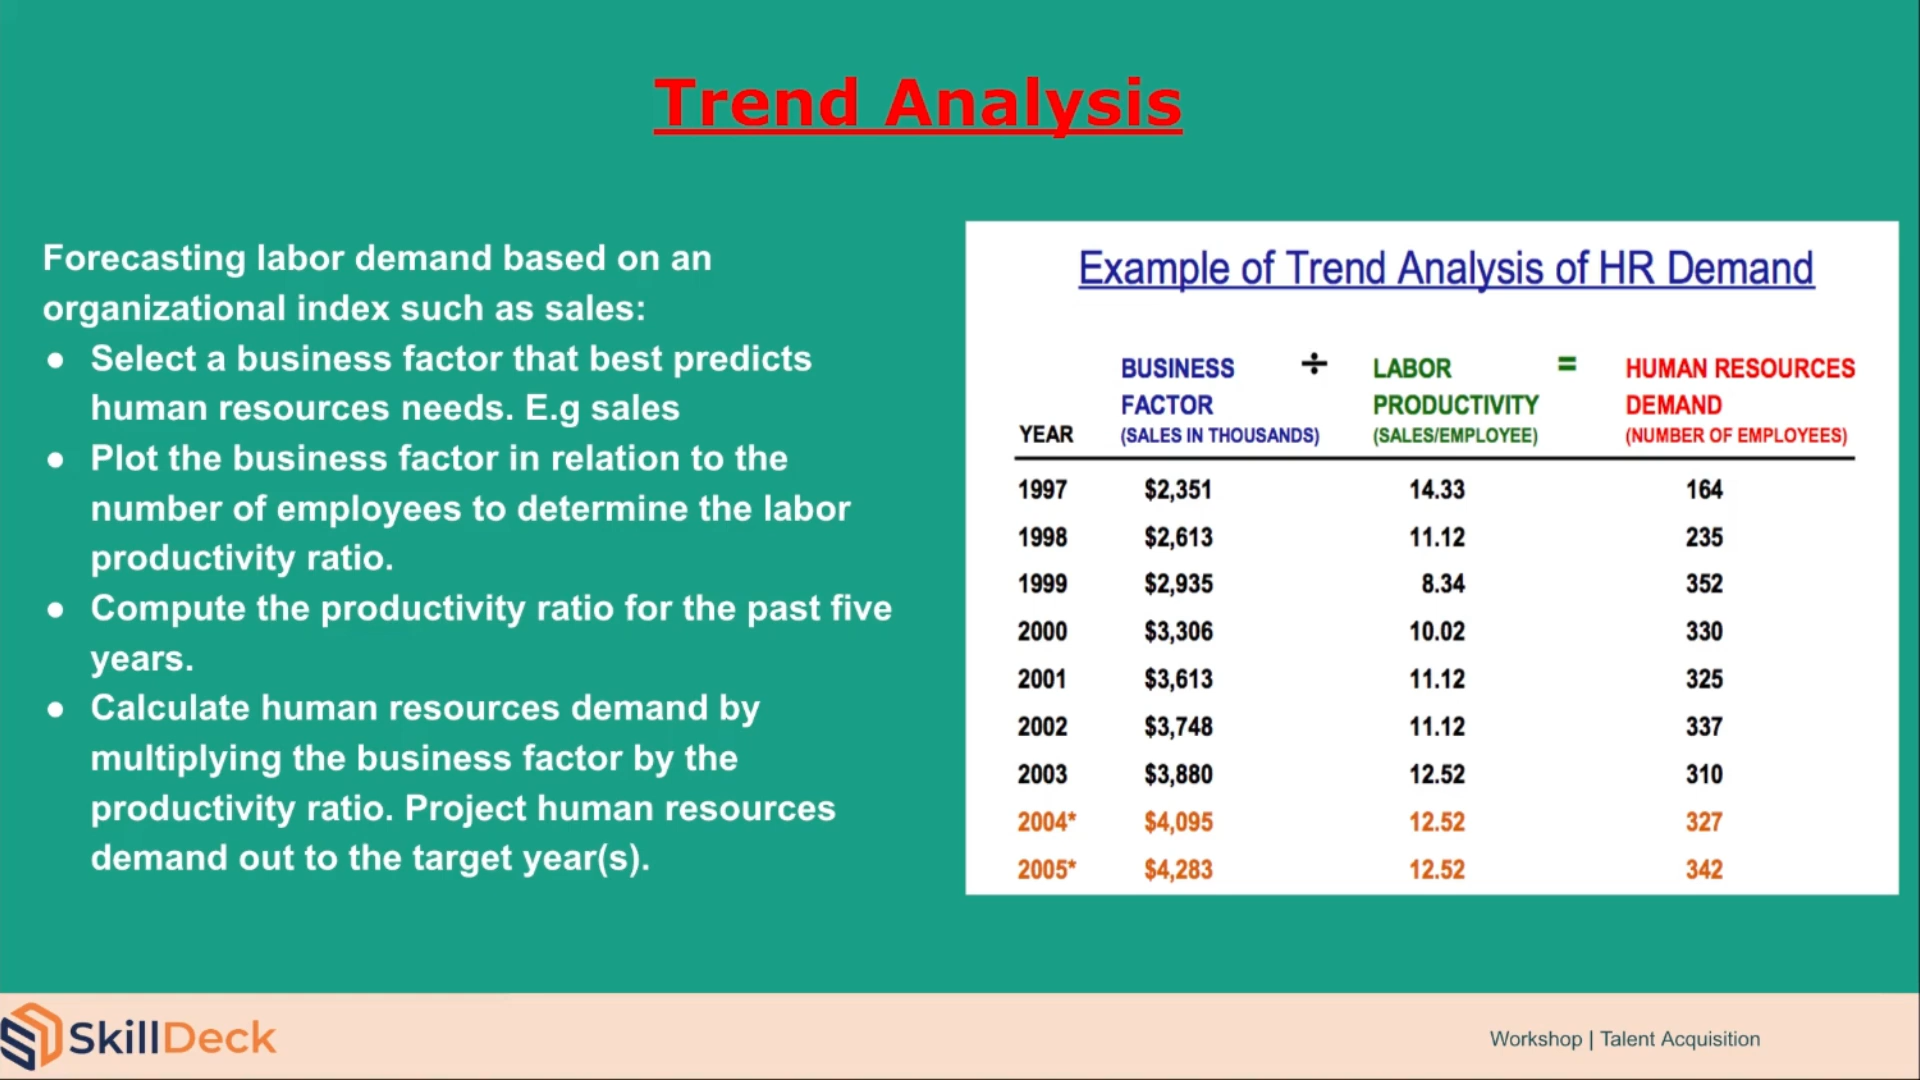 Trend Analysis
Forecasting labor demand based on an
organizational index such as sales:
● Select a business factor that best predicts
human resources needs. E.g sales
● Plot the business factor in relation to the
number of employees to determine the labor
productivity ratio.
● Compute the productivity ratio for the past five
years.
● Calculate human resources demand by
multiplying the business factor by the
productivity ratio. Project human resources
demand out to the target year(s).
Example of Trend Analysis of HR Demand
BUSINESS ÷ LABOR = HUMAN RESOURCES
FACTOR PRODUCTIVITY DEMAND
YEAR (SALES IN THOUSANDS) (SALES/EMPLOYEE) (NUMBER OF EMPLOYEES)
1997 $2,351 14.33 164
1998 $2,613 11.12 235
1999 $2,935 8.34 352
2000 $3,306 10.02 330
2001 $3,613 11.12 325
2002 $3,748 11.12 337
2003 $3,880 12.52 310
2004* $4,095 12.52 327
2005* $4,283 12.52 342
SkillDeck
Workshop | Talent Acquisition